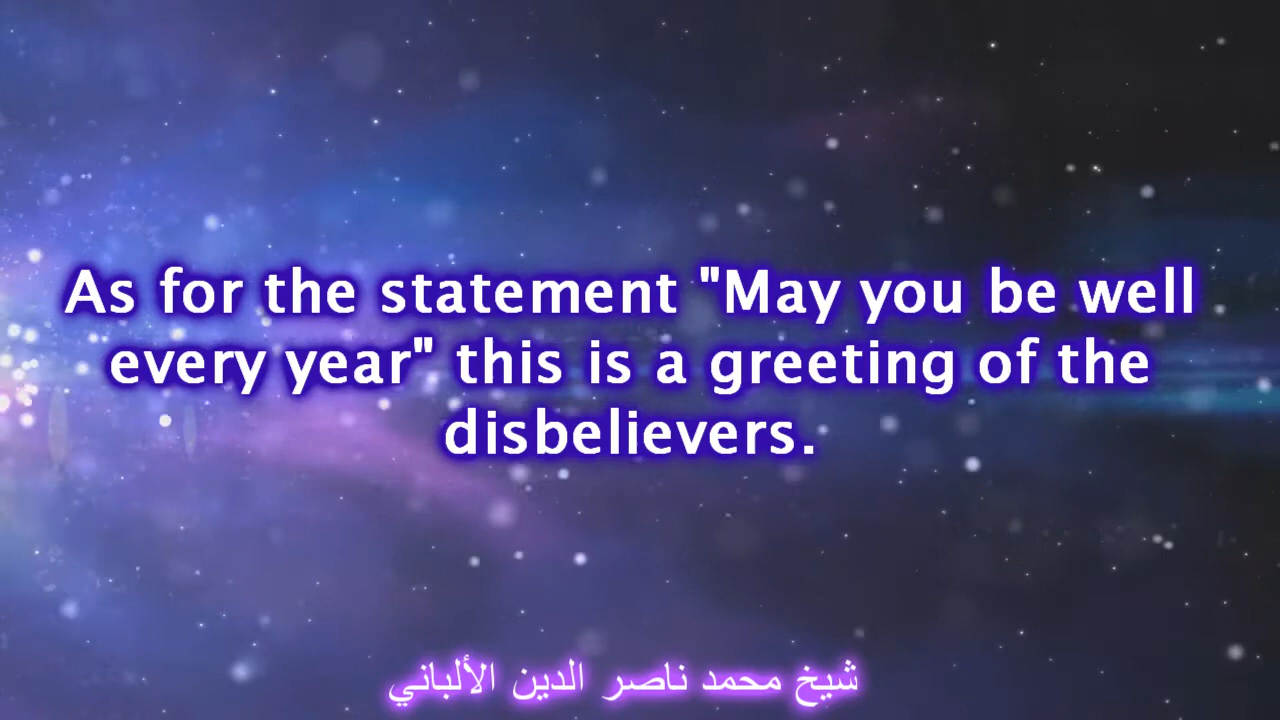 As for the statement "May you be well
every year" this is a greeting of the
disbelievers.
شيخ محمد ناصر الدين الألباني